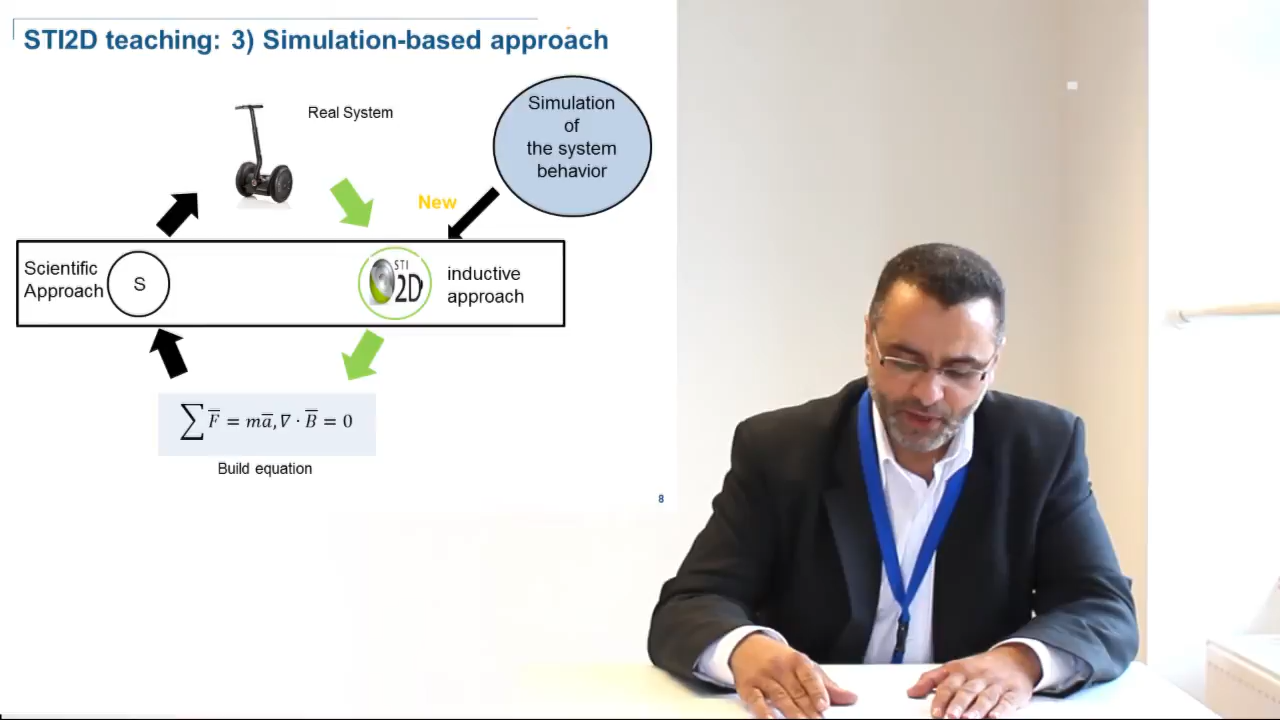 STI2D teaching: 3) Simulation-based approach
Real System
Simulation
of
the system
behavior
New
Scientific
Approach
S
STI
2D
inductive
approach
∑ F̅ = ma̅, ∇ · B̅ = 0
Build equation
8